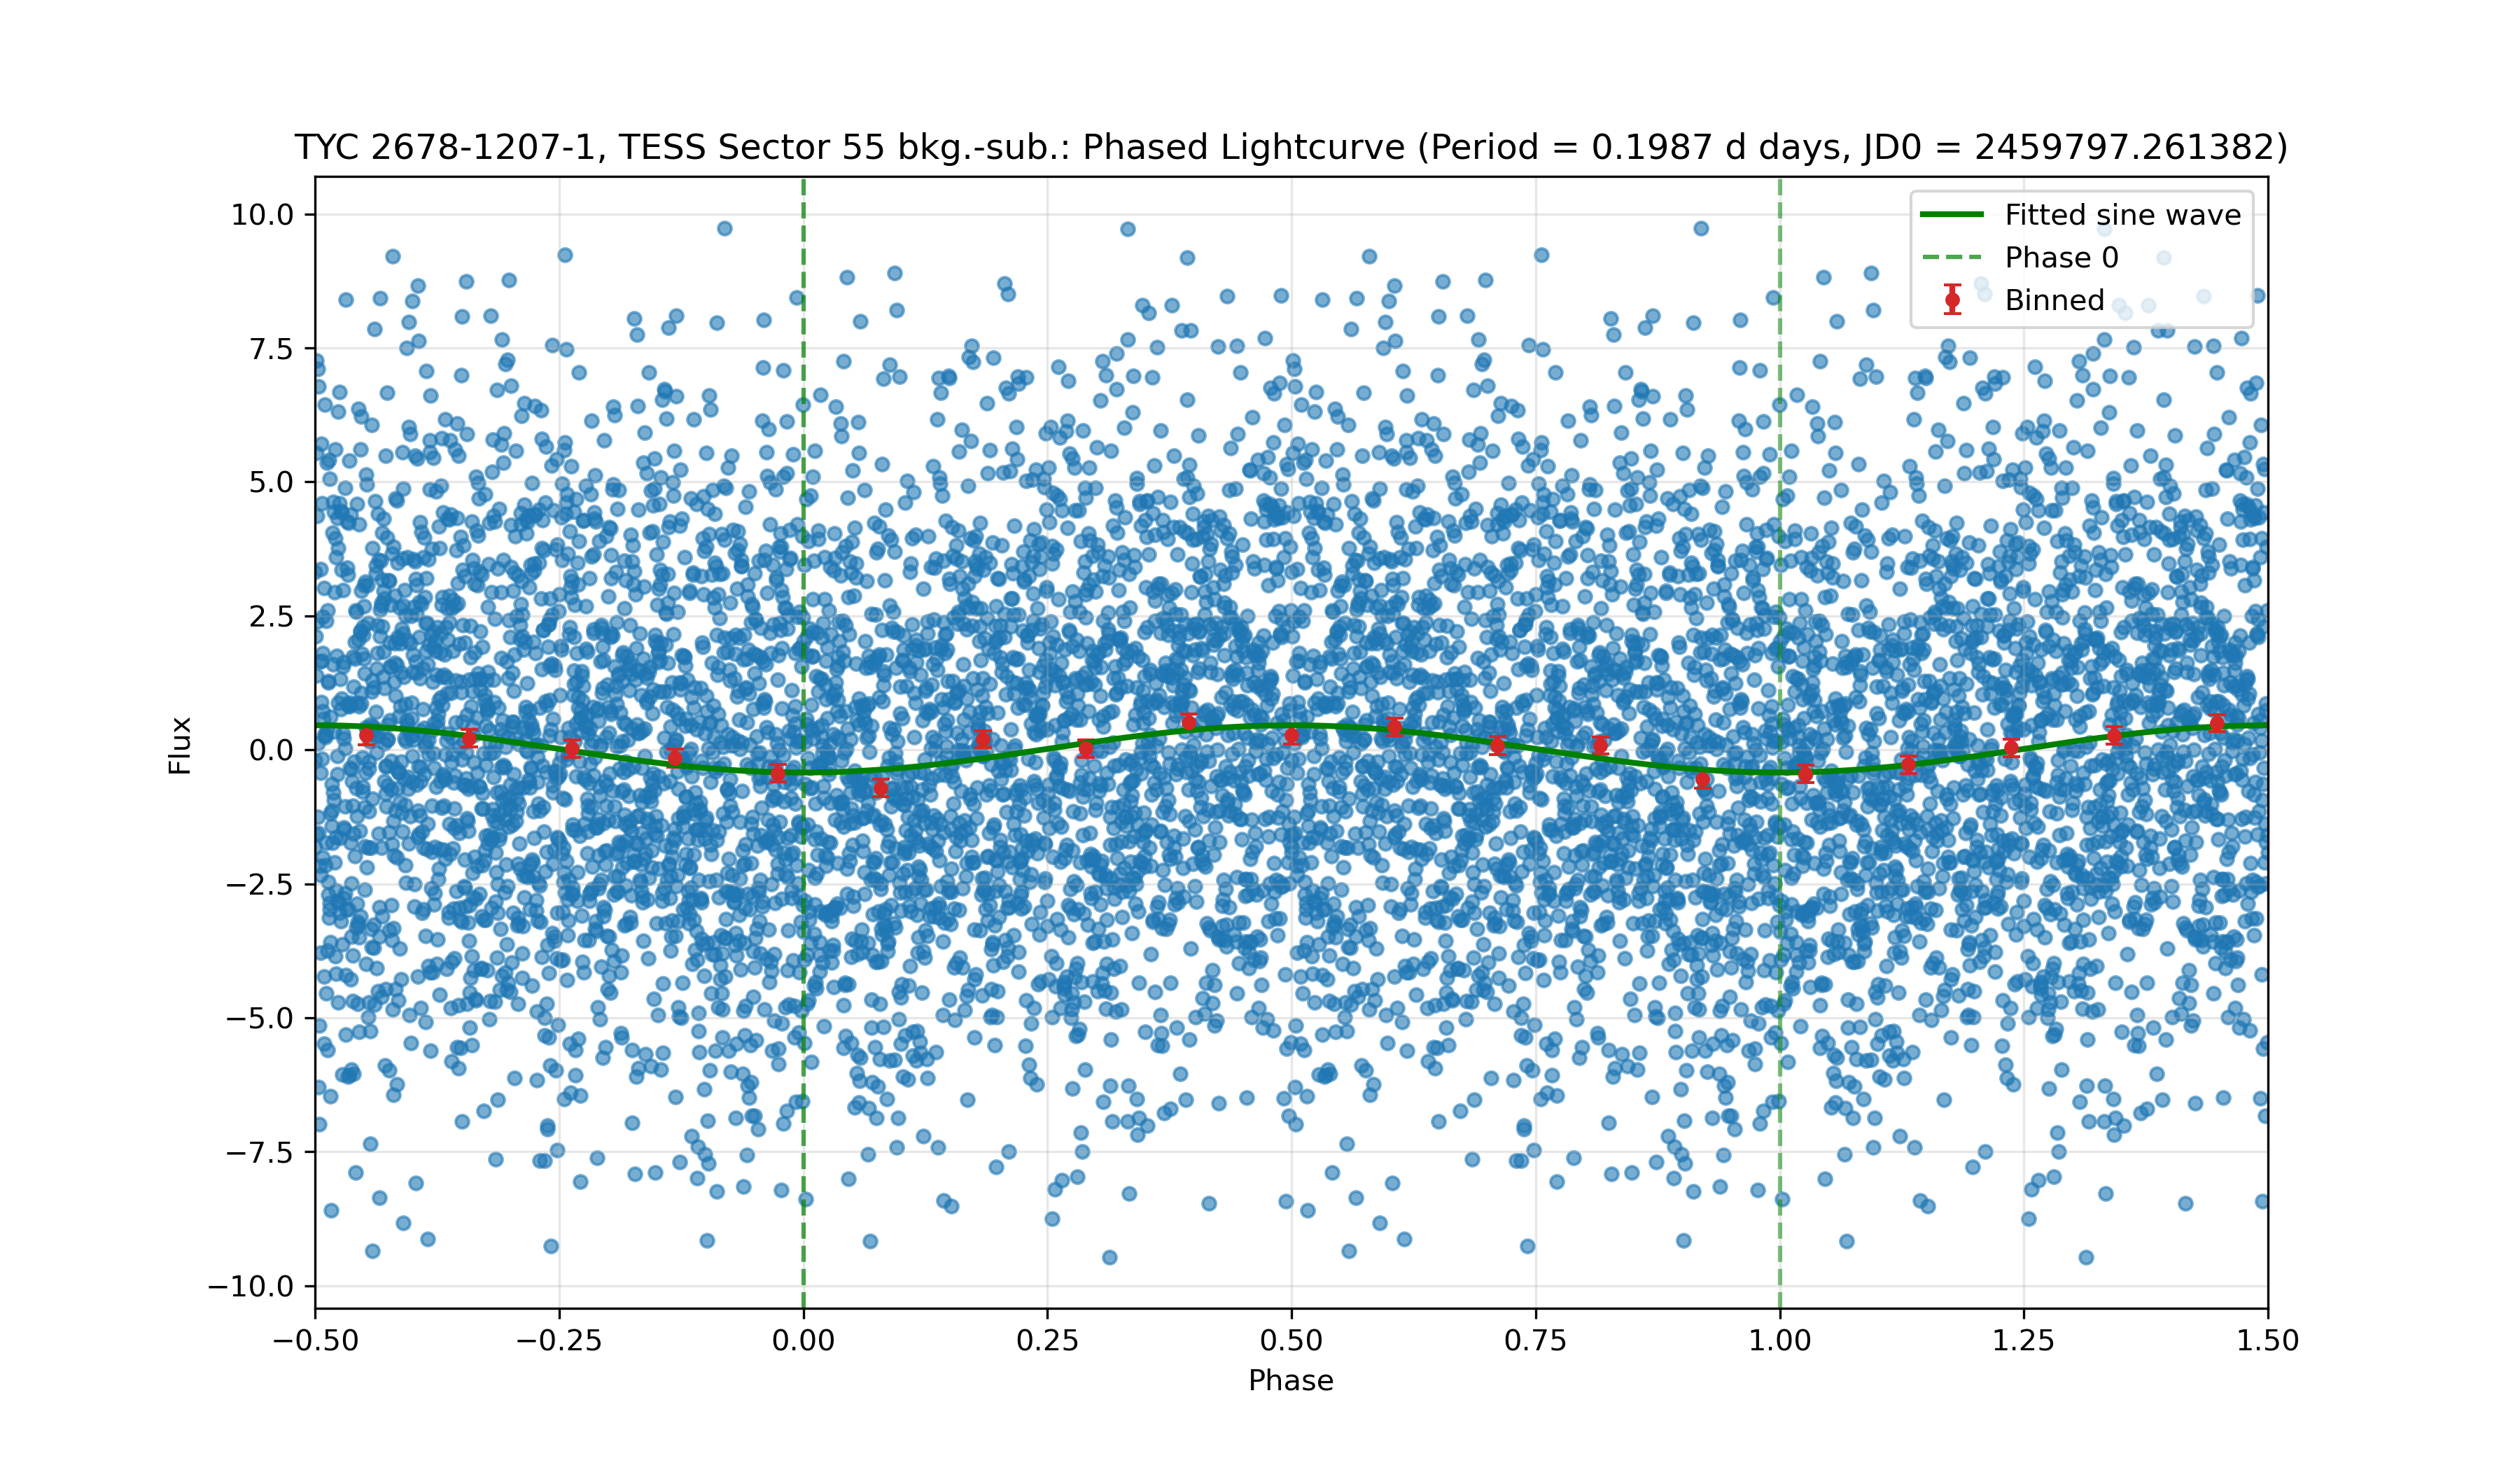 TYC 2678-1207-1, TESS Sector 55 bkg.-sub.: Phased Lightcurve (Period = 0.1987 d days, JD0 = 2459797.261382)
Fitted sine wave
Phase 0
Binned
Flux
10.0
7.5
5.0
2.5
0.0
−2.5
−5.0
−7.5
−10.0
−0.50 −0.25 0.00 0.25 0.50 0.75 1.00 1.25 1.50
Phase